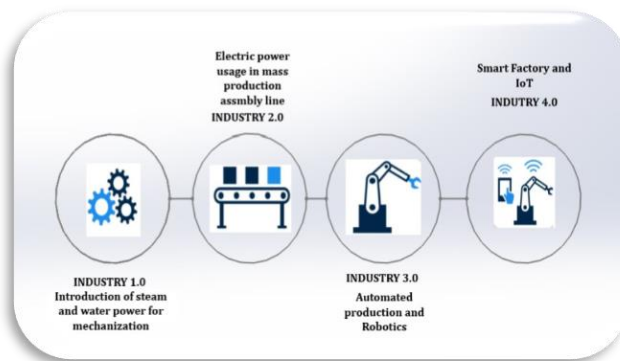 Electric power
usage in mass
production
assmbly line
INDUSTRY 2.0
Smart Factory and
IoT
INDUTRY 4.0
INDUSTRY 1.0
Introduction of steam
and water power for
mechanization
INDUSTRY 3.0
Automated
production and
Robotics